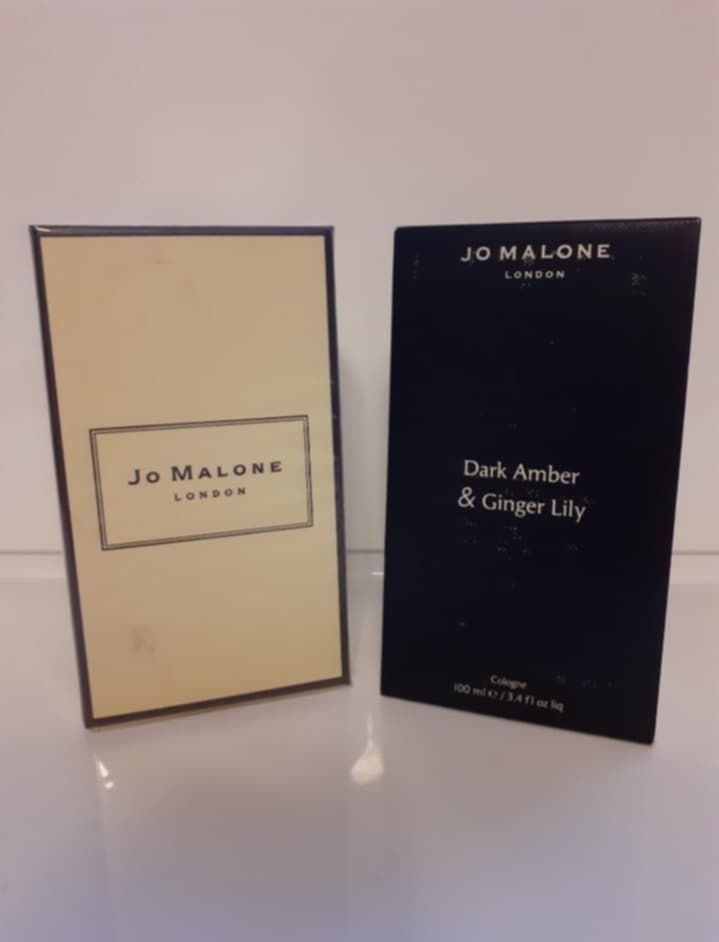 JO MALONE
LONDON
JO MALONE
LONDON
Dark Amber
& Ginger Lily
Cologne
100 ml e / 3.4 fl oz liq